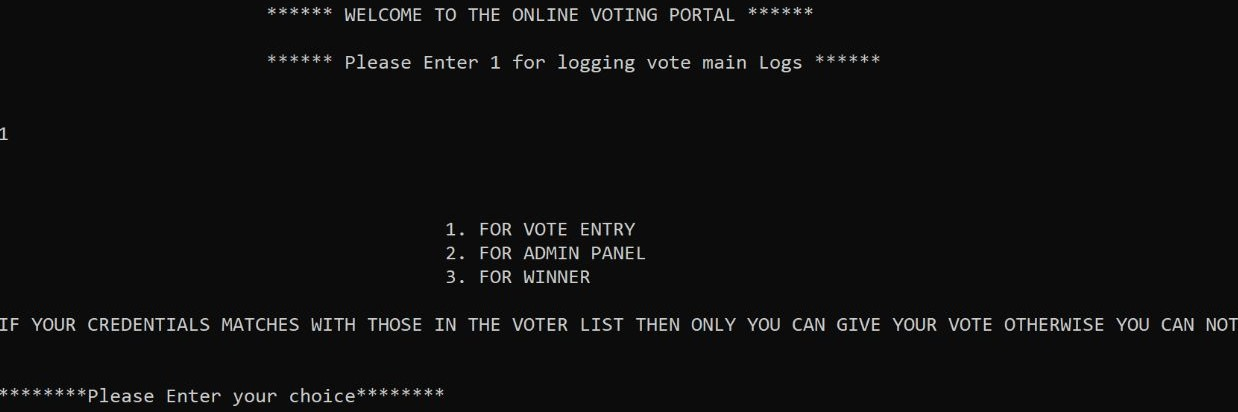 ****** WELCOME TO THE ONLINE VOTING PORTAL ******
****** Please Enter 1 for logging vote main Logs ******
1
1. FOR VOTE ENTRY
2. FOR ADMIN PANEL
3. FOR WINNER
IF YOUR CREDENTIALS MATCHES WITH THOSE IN THE VOTER LIST THEN ONLY YOU CAN GIVE YOUR VOTE OTHERWISE YOU CAN NOT
********Please Enter your choice********